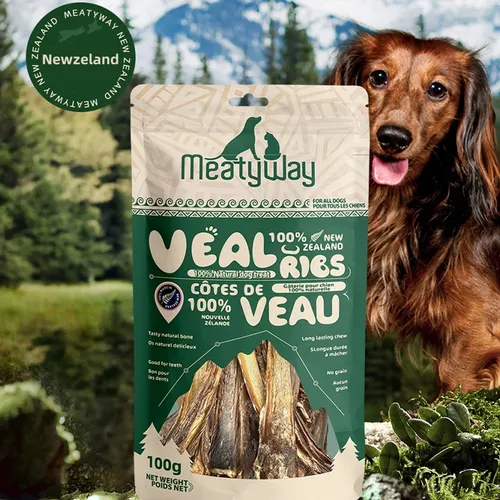 MEATYWAY NEW ZEALAND MEATYWAY NEW ZEALAND
Newzeland
MeatyWay
FOR ALL DOGS
POUR TOUS LES CHIENS
VEAL RIBS
100% NEW
ZEALAND
100% Natural dog treat
Gâterie pour chien
100% naturelle
CÔTES DE
VEAU
100%
NOUVELLE
ZÉLANDE
Tasty natural bone
Os naturel delicieux
Good for teeth
Bon pour
les dents
Long lasting chew
SLongue durée
à mâcher
No grain
Aucun
grain
100g
NET WEIGHT
POIDS NET